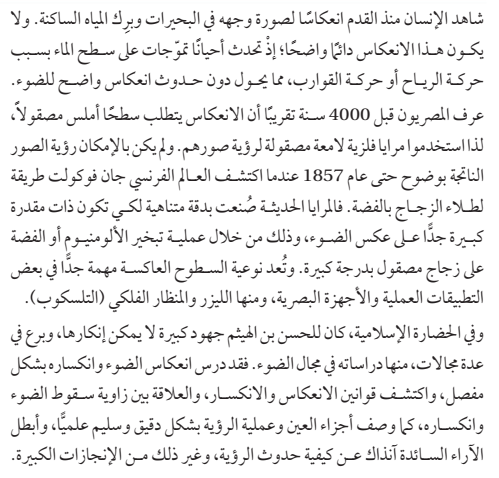 شاهد الإنسان منذ القدم انعكاسًا لصورة وجهه في البحيرات وبرك المياه الساكنة. ولا
يكون هذا الانعكاس دائمًا واضحًا؛ إذْ تحدث أحيانًا تموّجات على سطح الماء بسبب
حركة الرياح أو حركة القوارب، مما يحول دون حدوث انعكاس واضح للضوء.
عرف المصريون قبل 4000 سنة تقريبًا أن الانعكاس يتطلب سطحًا أملس مصقولاً،
لذا استخدموا مرايا فلزية لامعة مصقولة لرؤية صورهم. ولم يكن بالإمكان رؤية الصور
الناتجة بوضوح حتى عام 1857 عندما اكتشف العالم الفرنسي جان فوكولت طريقة
لطلاء الزجاج بالفضة. فالمرايا الحديثة صُنعت بدقة متناهية لكي تكون ذات مقدرة
كبيرة جدًّا على عكس الضوء، وذلك من خلال عملية تبخير الألومنيوم أو الفضة
على زجاج مصقول بدرجة كبيرة. وتُعد نوعية السطوح العاكسة مهمة جدًّا في بعض
التطبيقات العملية والأجهزة البصرية، ومنها الليزر والمنظار الفلكي (التلسكوب).
وفي الحضارة الإسلامية، كان للحسن بن الهيثم جهود كبيرة لا يمكن إنكارها، وبرع في
عدة مجالات، منها دراساته في مجال الضوء. فقد درس انعكاس الضوء وانكساره بشكل
مفصل، واكتشف قوانين الانعكاس والانكسار، والعلاقة بين زاوية سقوط الضوء
وانكساره، كما وصف أجزاء العين وعملية الرؤية بشكل دقيق وسليم علميًّا، وأبطل
الآراء السائدة آنذاك عن كيفية حدوث الرؤية، وغير ذلك من الإنجازات الكبيرة.